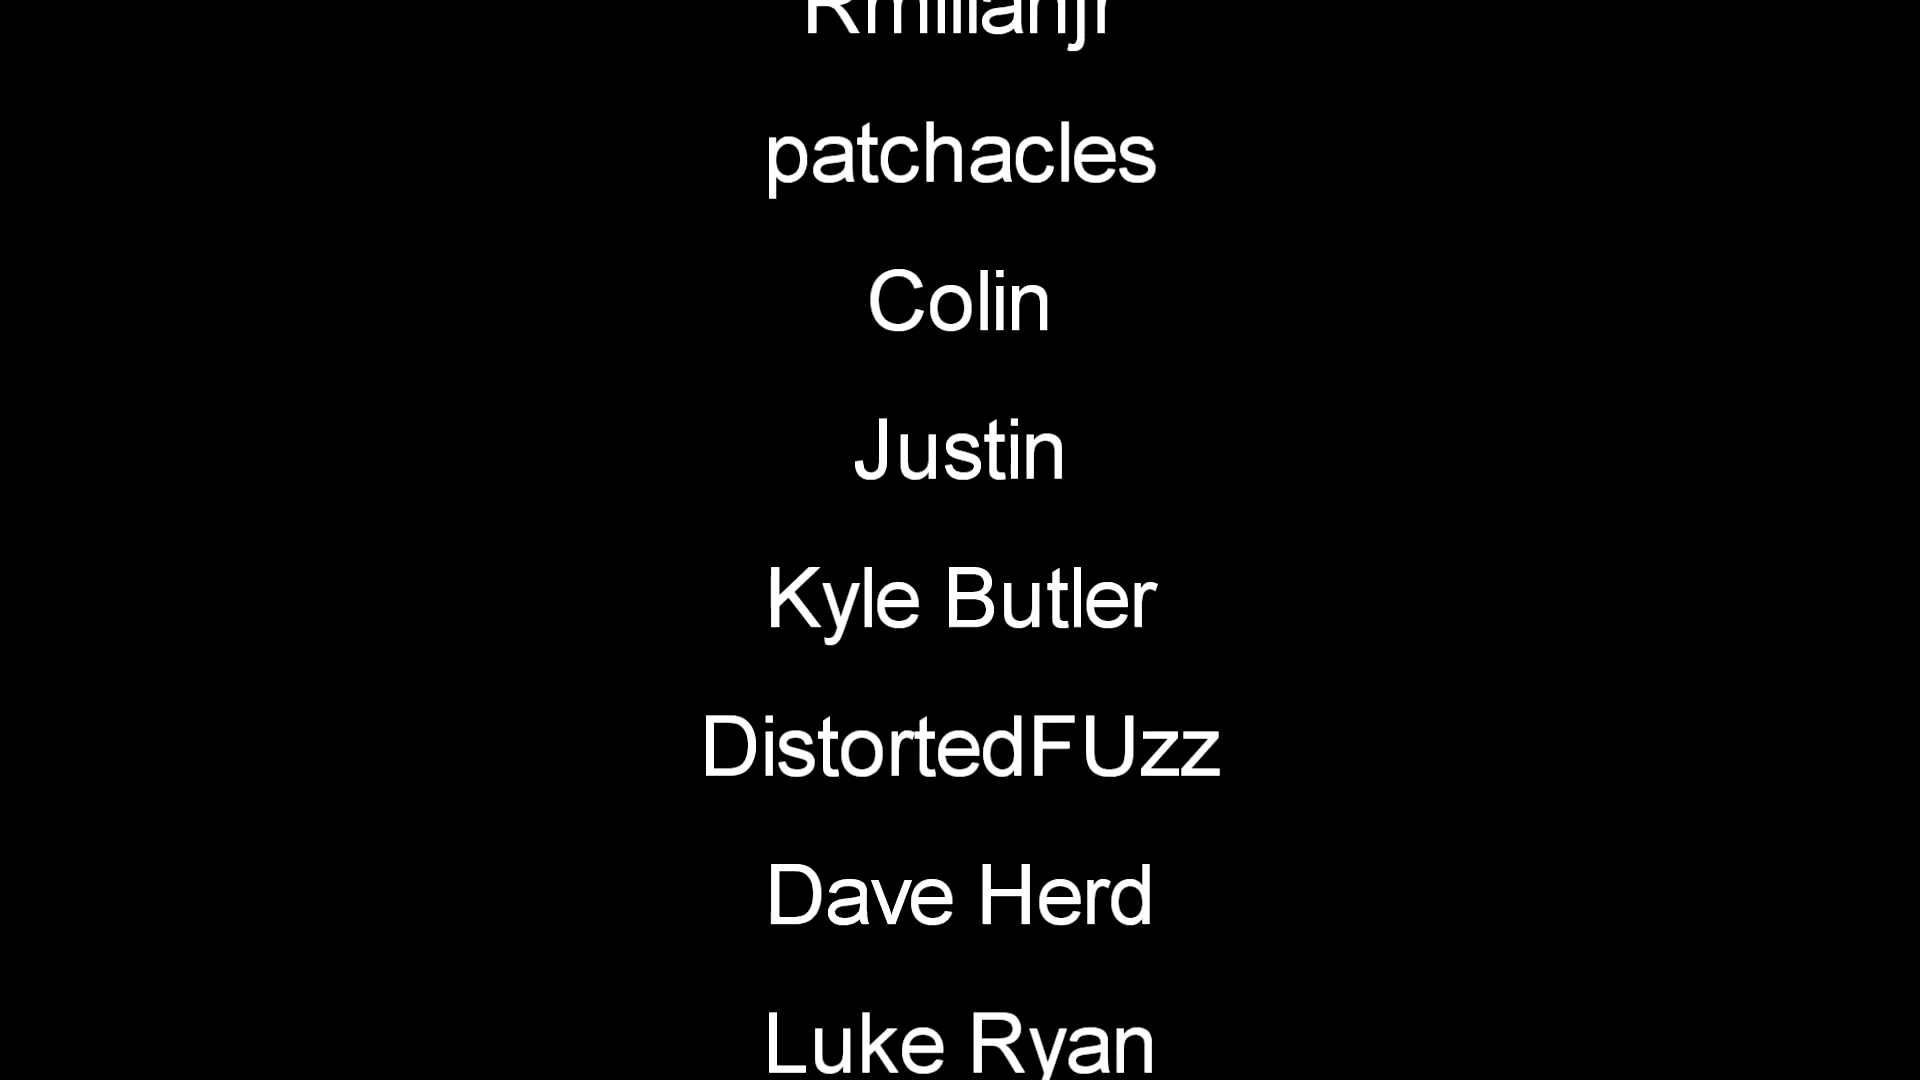 patchacles
Colin
Justin
Kyle Butler
DistortedFUzz
Dave Herd
Luke Ryan